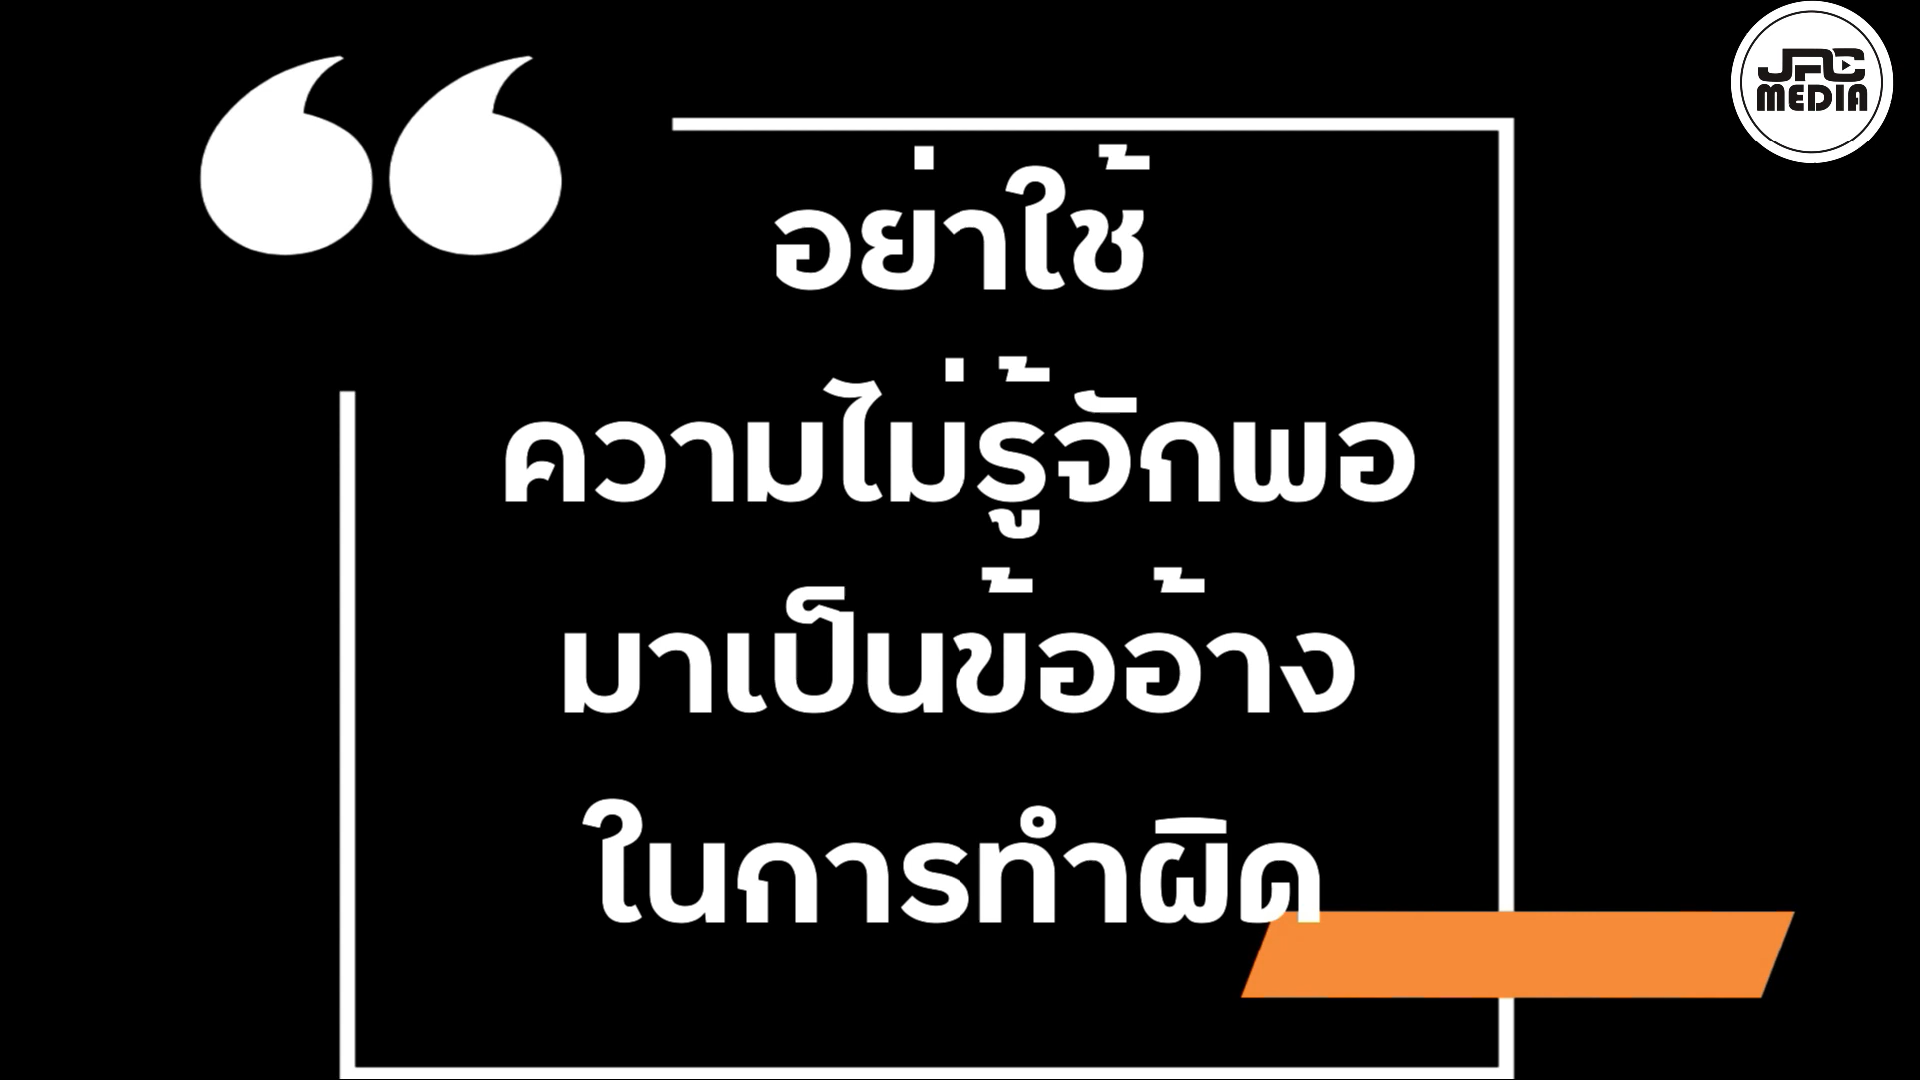 JPC
MEDIA
อย่าใช้
ความไม่รู้จักพอ
มาเป็นข้ออ้าง
ในการทำผิด